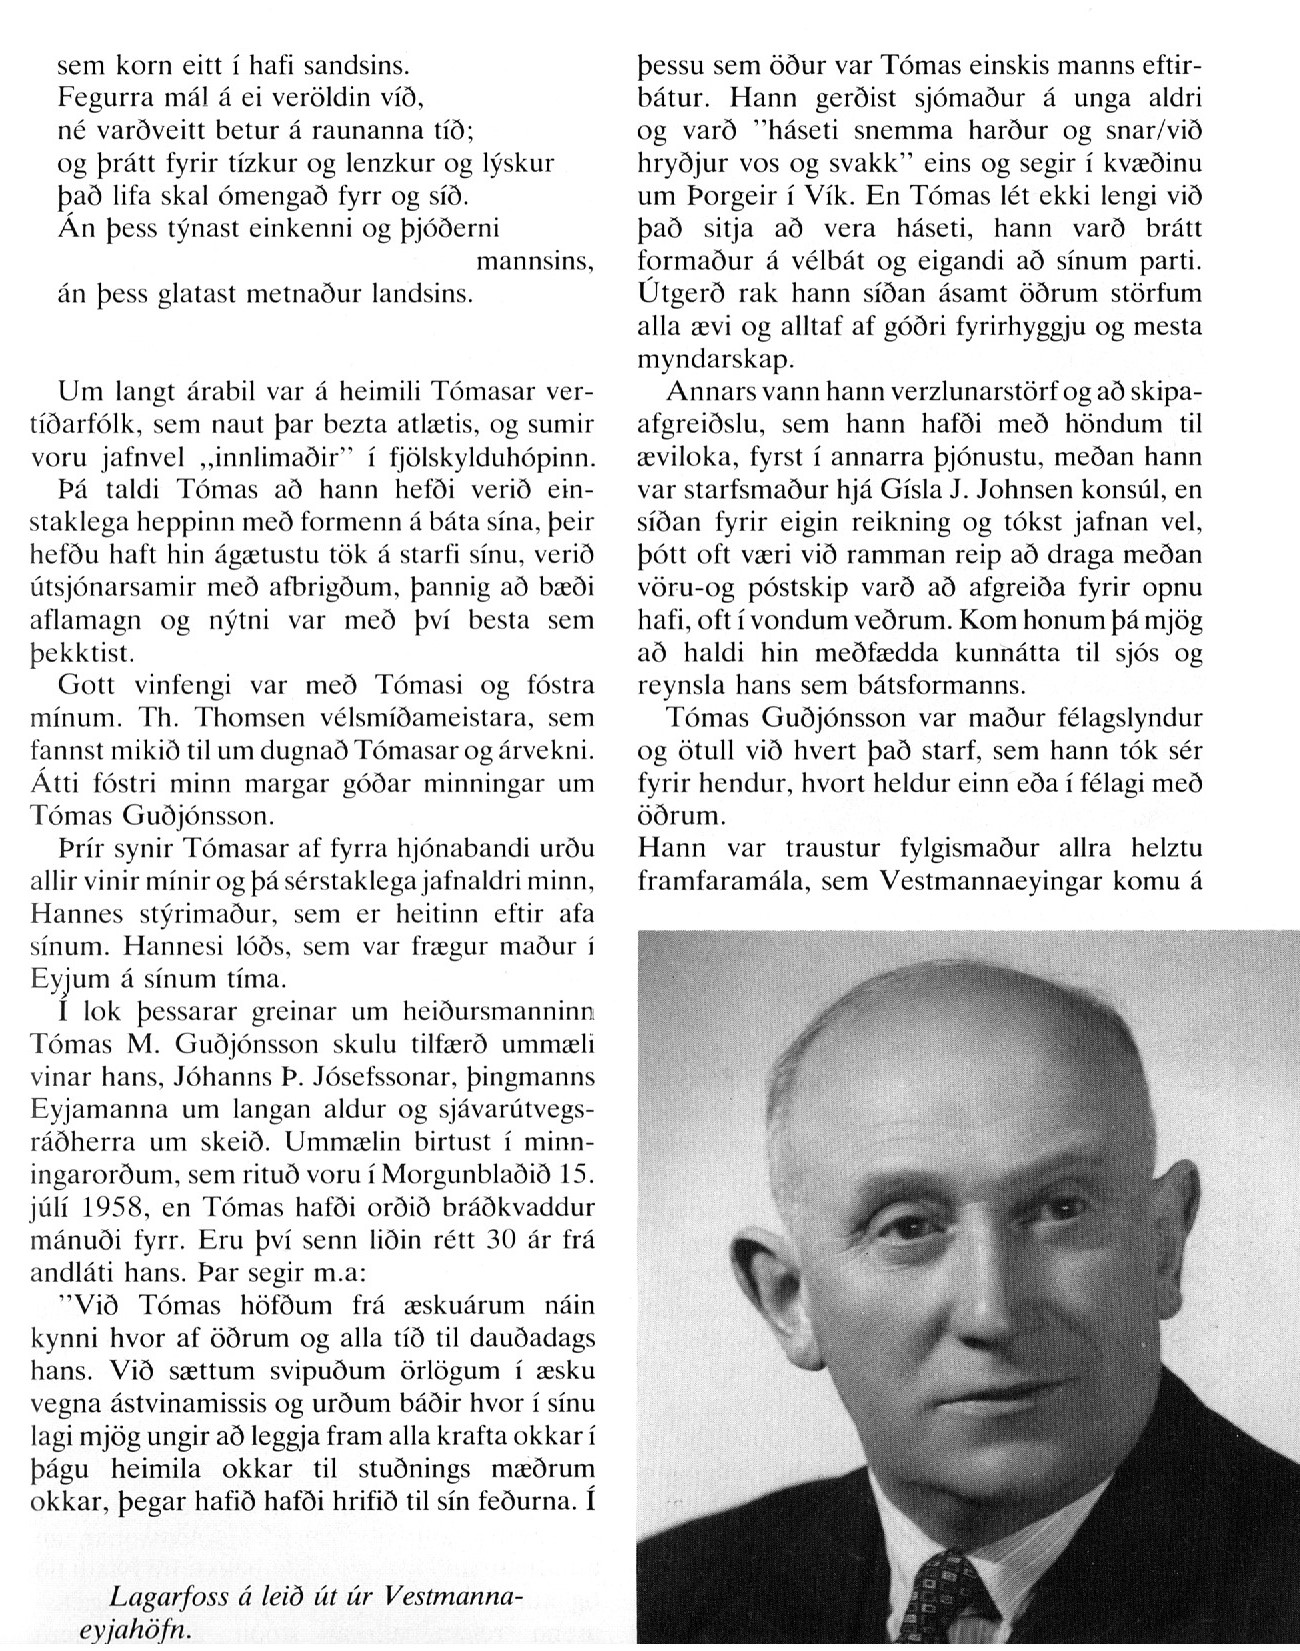 sem korn eitt í hafi sandsins.
Fegurra mál á ei veröldin víð,
né varðveitt betur á raunanna tíð;
og þrátt fyrir tízkur og lenzkur og lýskur
það lifa skal ómengað fyrr og síð.
Án þess týnast einkenni og þjóðerni
mannsins,
án þess glatast metnaður landsins.
Um langt árabil var á heimili Tómasar ver-
tíðarfólk, sem naut þar bezta atlætis, og sumir
voru jafnvel ,,innlimaðir” í fjölskylduhópinn.
Þá taldi Tómas að hann hefði verið ein-
staklega heppinn með formenn á báta sína, þeir
hefðu haft hin ágætustu tök á starfi sínu, verið
útsjónarsamir með afbrigðum, þannig að bæði
aflamagn og nýtni var með því besta sem
þekktist.
Gott vinfengi var með Tómasi og fóstra
mínum. Th. Thomsen vélsmíðameistara, sem
fannst mikið til um dugnað Tómasar og árvekni.
Átti fóstri minn margar góðar minningar um
Tómas Guðjónsson.
Þrír synir Tómasar af fyrra hjónabandi urðu
allir vinir mínir og þá sérstaklega jafnaldri minn,
Hannes stýrimaður, sem er heitinn eftir afa
sínum. Hannesi lóðs, sem var frægur maður í
Eyjum á sínum tíma.
Í lok þessarar greinar um heiðursmanninn
Tómas M. Guðjónsson skulu tilfærð ummæli
vinar hans, Jóhanns Þ. Jósefssonar, þingmanns
Eyjamanna um langan aldur og sjávarútvegs-
ráðherra um skeið. Ummælin birtust í minn-
ingarorðum, sem rituð voru í Morgunblaðið 15.
júlí 1958, en Tómas hafði orðið bráðkvaddur
mánuði fyrr. Eru því senn liðin rétt 30 ár frá
andláti hans. Þar segir m.a:
”Við Tómas höfðum frá æskuárum náin
kynni hvor af öðrum og alla tíð til dauðadags
hans. Við sættum svipuðum örlögum í æsku
vegna ástvinamissis og urðum báðir hvor í sínu
lagi mjög ungir að leggja fram alla krafta okkar í
þágu heimila okkar til stuðnings mæðrum
okkar, þegar hafið hafði hrifið til sín feðurna. Í
Lagarfoss á leið út úr Vestmanna-
eyjahöfn.
þessu sem öður var Tómas einskis manns eftir-
bátur. Hann gerðist sjómaður á unga aldri
og varð ”háseti snemma harður og snar/við
hryðjur vos og svakk” eins og segir í kvæðinu
um Þorgeir í Vík. En Tómas lét ekki lengi við
það sitja að vera háseti, hann varð brátt
formaður á vélbát og eigandi að sínum parti.
Útgerð rak hann síðan ásamt öðrum störfum
alla ævi og alltaf af góðri fyrirhyggju og mesta
myndarskap.
Annars vann hann verzlunarstörf og að skipa-
afgreiðslu, sem hann hafði með höndum til
æviloka, fyrst í annarra þjónustu, meðan hann
var starfsmaður hjá Gísla J. Johnsen konsúl, en
síðan fyrir eigin reikning og tókst jafnan vel,
þótt oft væri við ramman reip að draga meðan
vöru-og póstskip varð að afgreiða fyrir opnu
hafi, oft í vondum veðrum. Kom honum þá mjög
að haldi hin meðfædda kunnátta til sjós og
reynsla hans sem bátsformanns.
Tómas Guðjónsson var maður félagslyndur
og ötull við hvert það starf, sem hann tók sér
fyrir hendur, hvort heldur einn eða í félagi með
öðrum.
Hann var traustur fylgismaður allra helztu
framfaramála, sem Vestmannaeyingar komu á